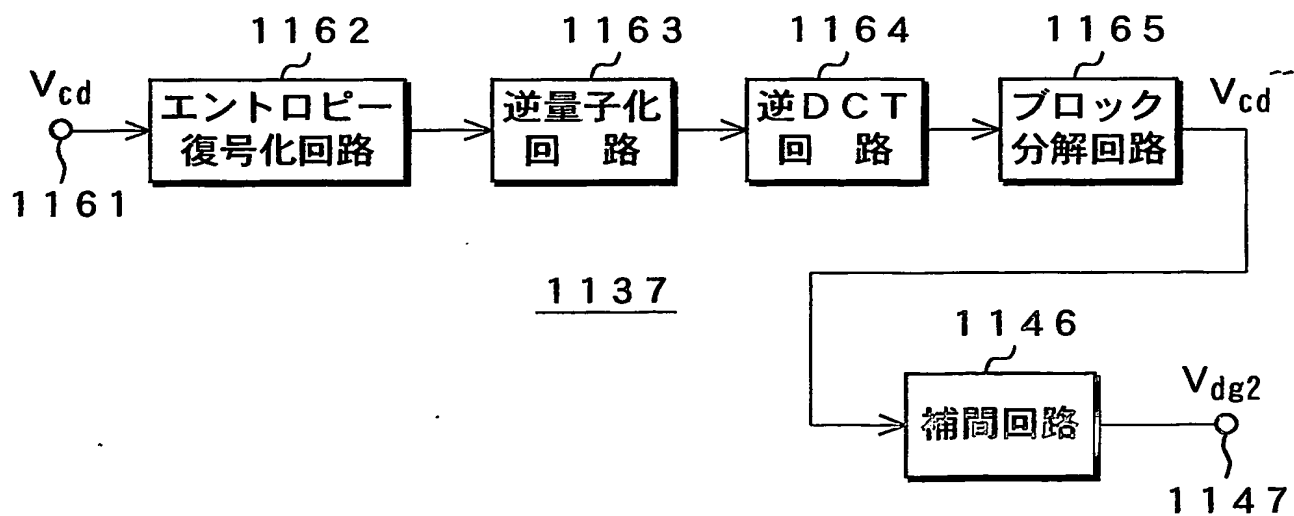 1162
1163
1164
1165
Vcd
エントロピー
復号化回路
逆量子化
回 路
逆DCT
回 路
ブロック
分解回路
Vcd
1161
1137
1146
補間回路
Vdg2
1147